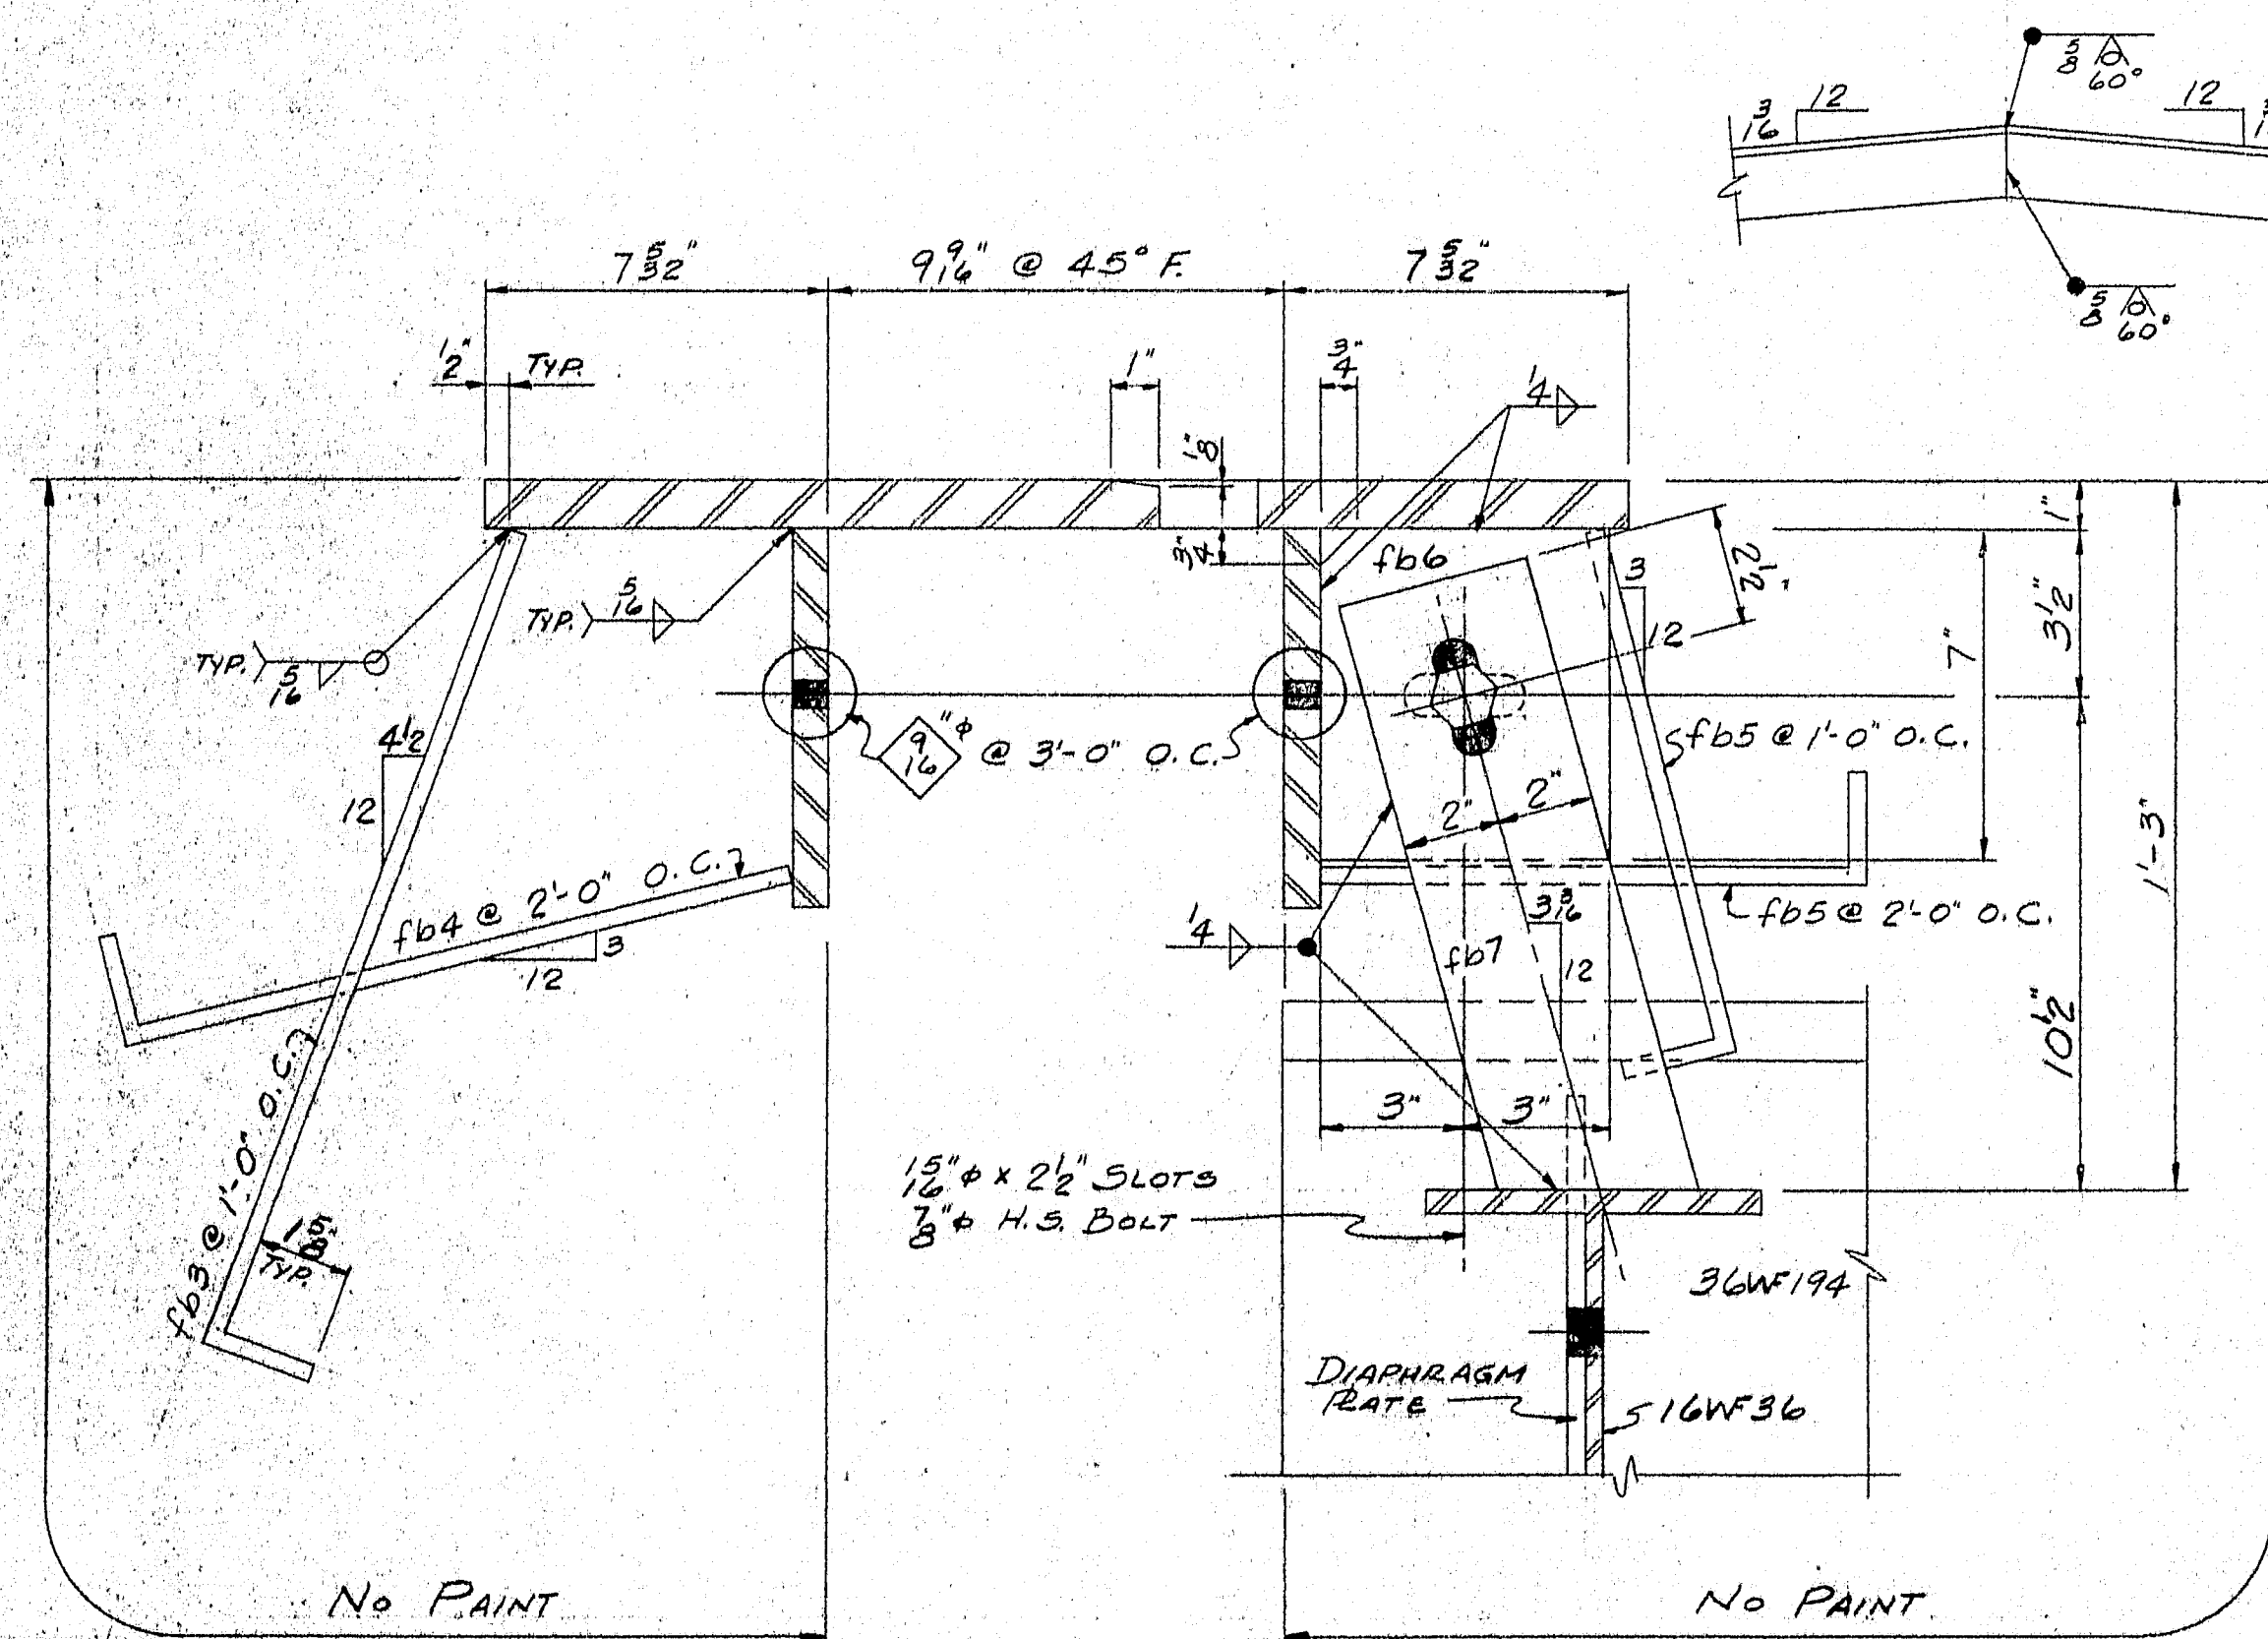 5/8 60°
3/16 12
12
5/8 60°
7 5/32"
9 9/16" @ 45° F.
7 5/32"
1/2"
TYP.
1"
3/4"
1/4
1/8"
3/4"
fb6
1"
3
2 1/2"
12
3 1/2"
7"
TYP. 5/16
TYP. 5/16
4 1/2
12
9/16"ø @ 3'-0" O.C.
fb5 @ 1'-0" O.C.
2"
2"
1'-3"
fb4 @ 2'-0" O.C.
3
12
1/4
fb7
3 3/16
12
fb5 @ 2'-0" O.C.
10 1/2"
fb3 @ 1'-0" O.C.
1 5/8"
TYP.
3"
3"
15/16"ø x 2 1/2" SLOTS
7/8"ø H.S. BOLT
36WF194
DIAPHRAGM
PLATE
16WF36
NO PAINT
NO PAINT